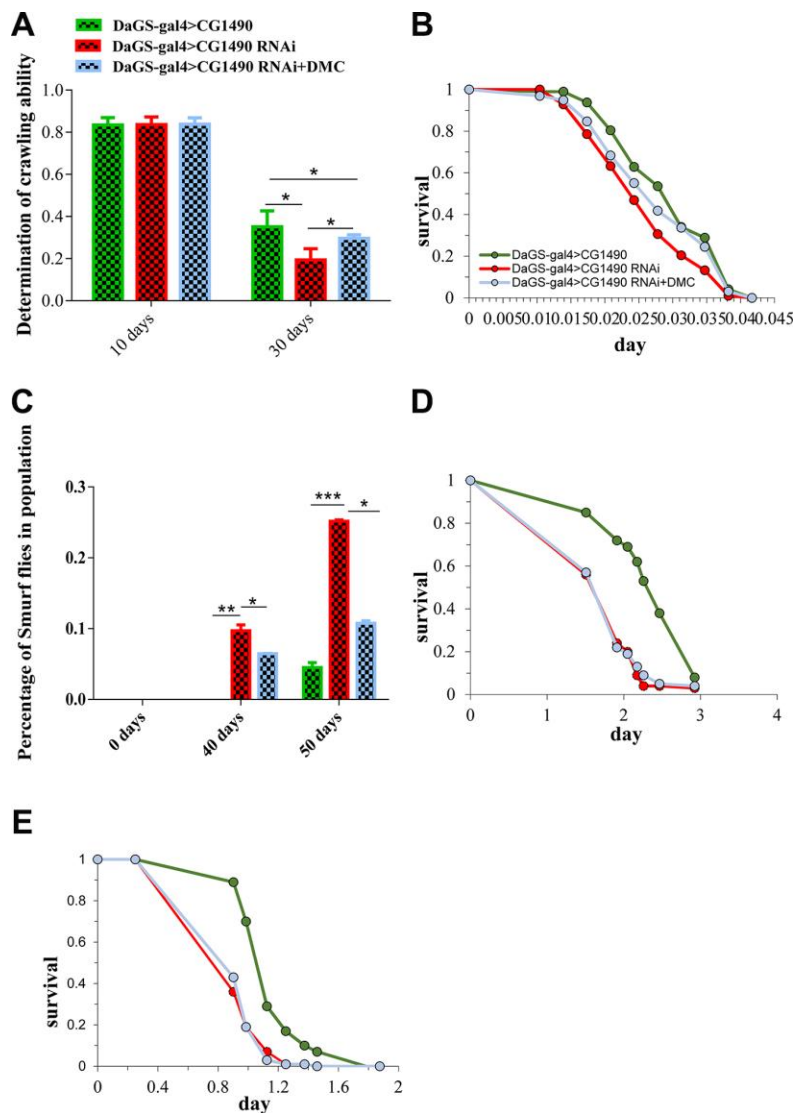 A
DaGS-gal4>CG1490
DaGS-gal4>CG1490 RNAi
DaGS-gal4>CG1490 RNAi+DMC
Determination of crawling ability
1.0
0.8
0.6
0.4
0.2
0.0
*
*
*
10 days
30 days
B
survival
1
0.8
0.6
0.4
0.2
0
DaGS-gal4>CG1490
DaGS-gal4>CG1490 RNAi
DaGS-gal4>CG1490 RNAi+DMC
0 0.0050.010.0150.020.0250.030.0350.040.045
day
C
Percentage of Smurf flies in population
0.3
0.2
0.1
0.0
** *
*** *
0 days
40 days
50 days
D
survival
1
0.8
0.6
0.4
0.2
0
0 1 2 3 4
day
E
survival
1
0.8
0.6
0.4
0.2
0
0 0.4 0.8 1.2 1.6 2
day